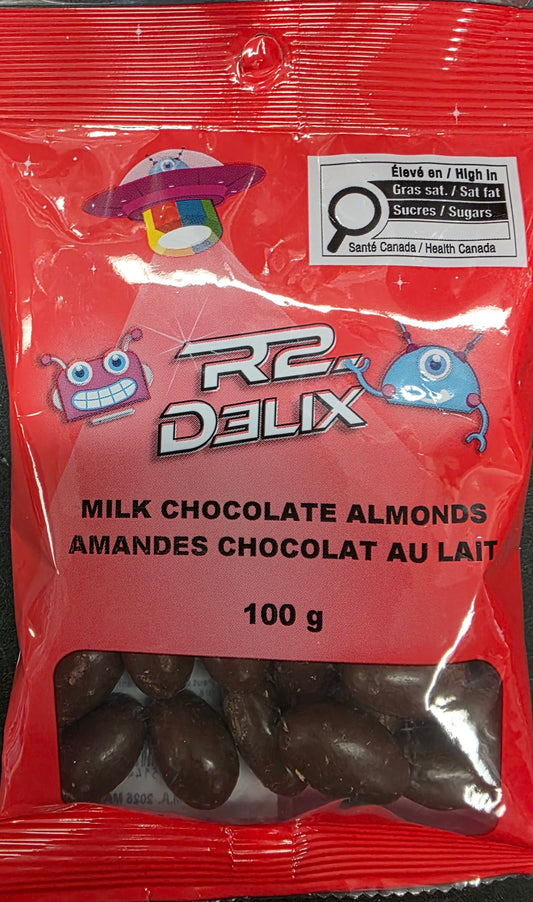 Élevé en / High in
Gras sat. / Sat fat
Sucres / Sugars
Santé Canada / Health Canada
R2.
D3LIX
MILK CHOCOLATE ALMONDS
AMANDES CHOCOLAT AU LAIT
100 g